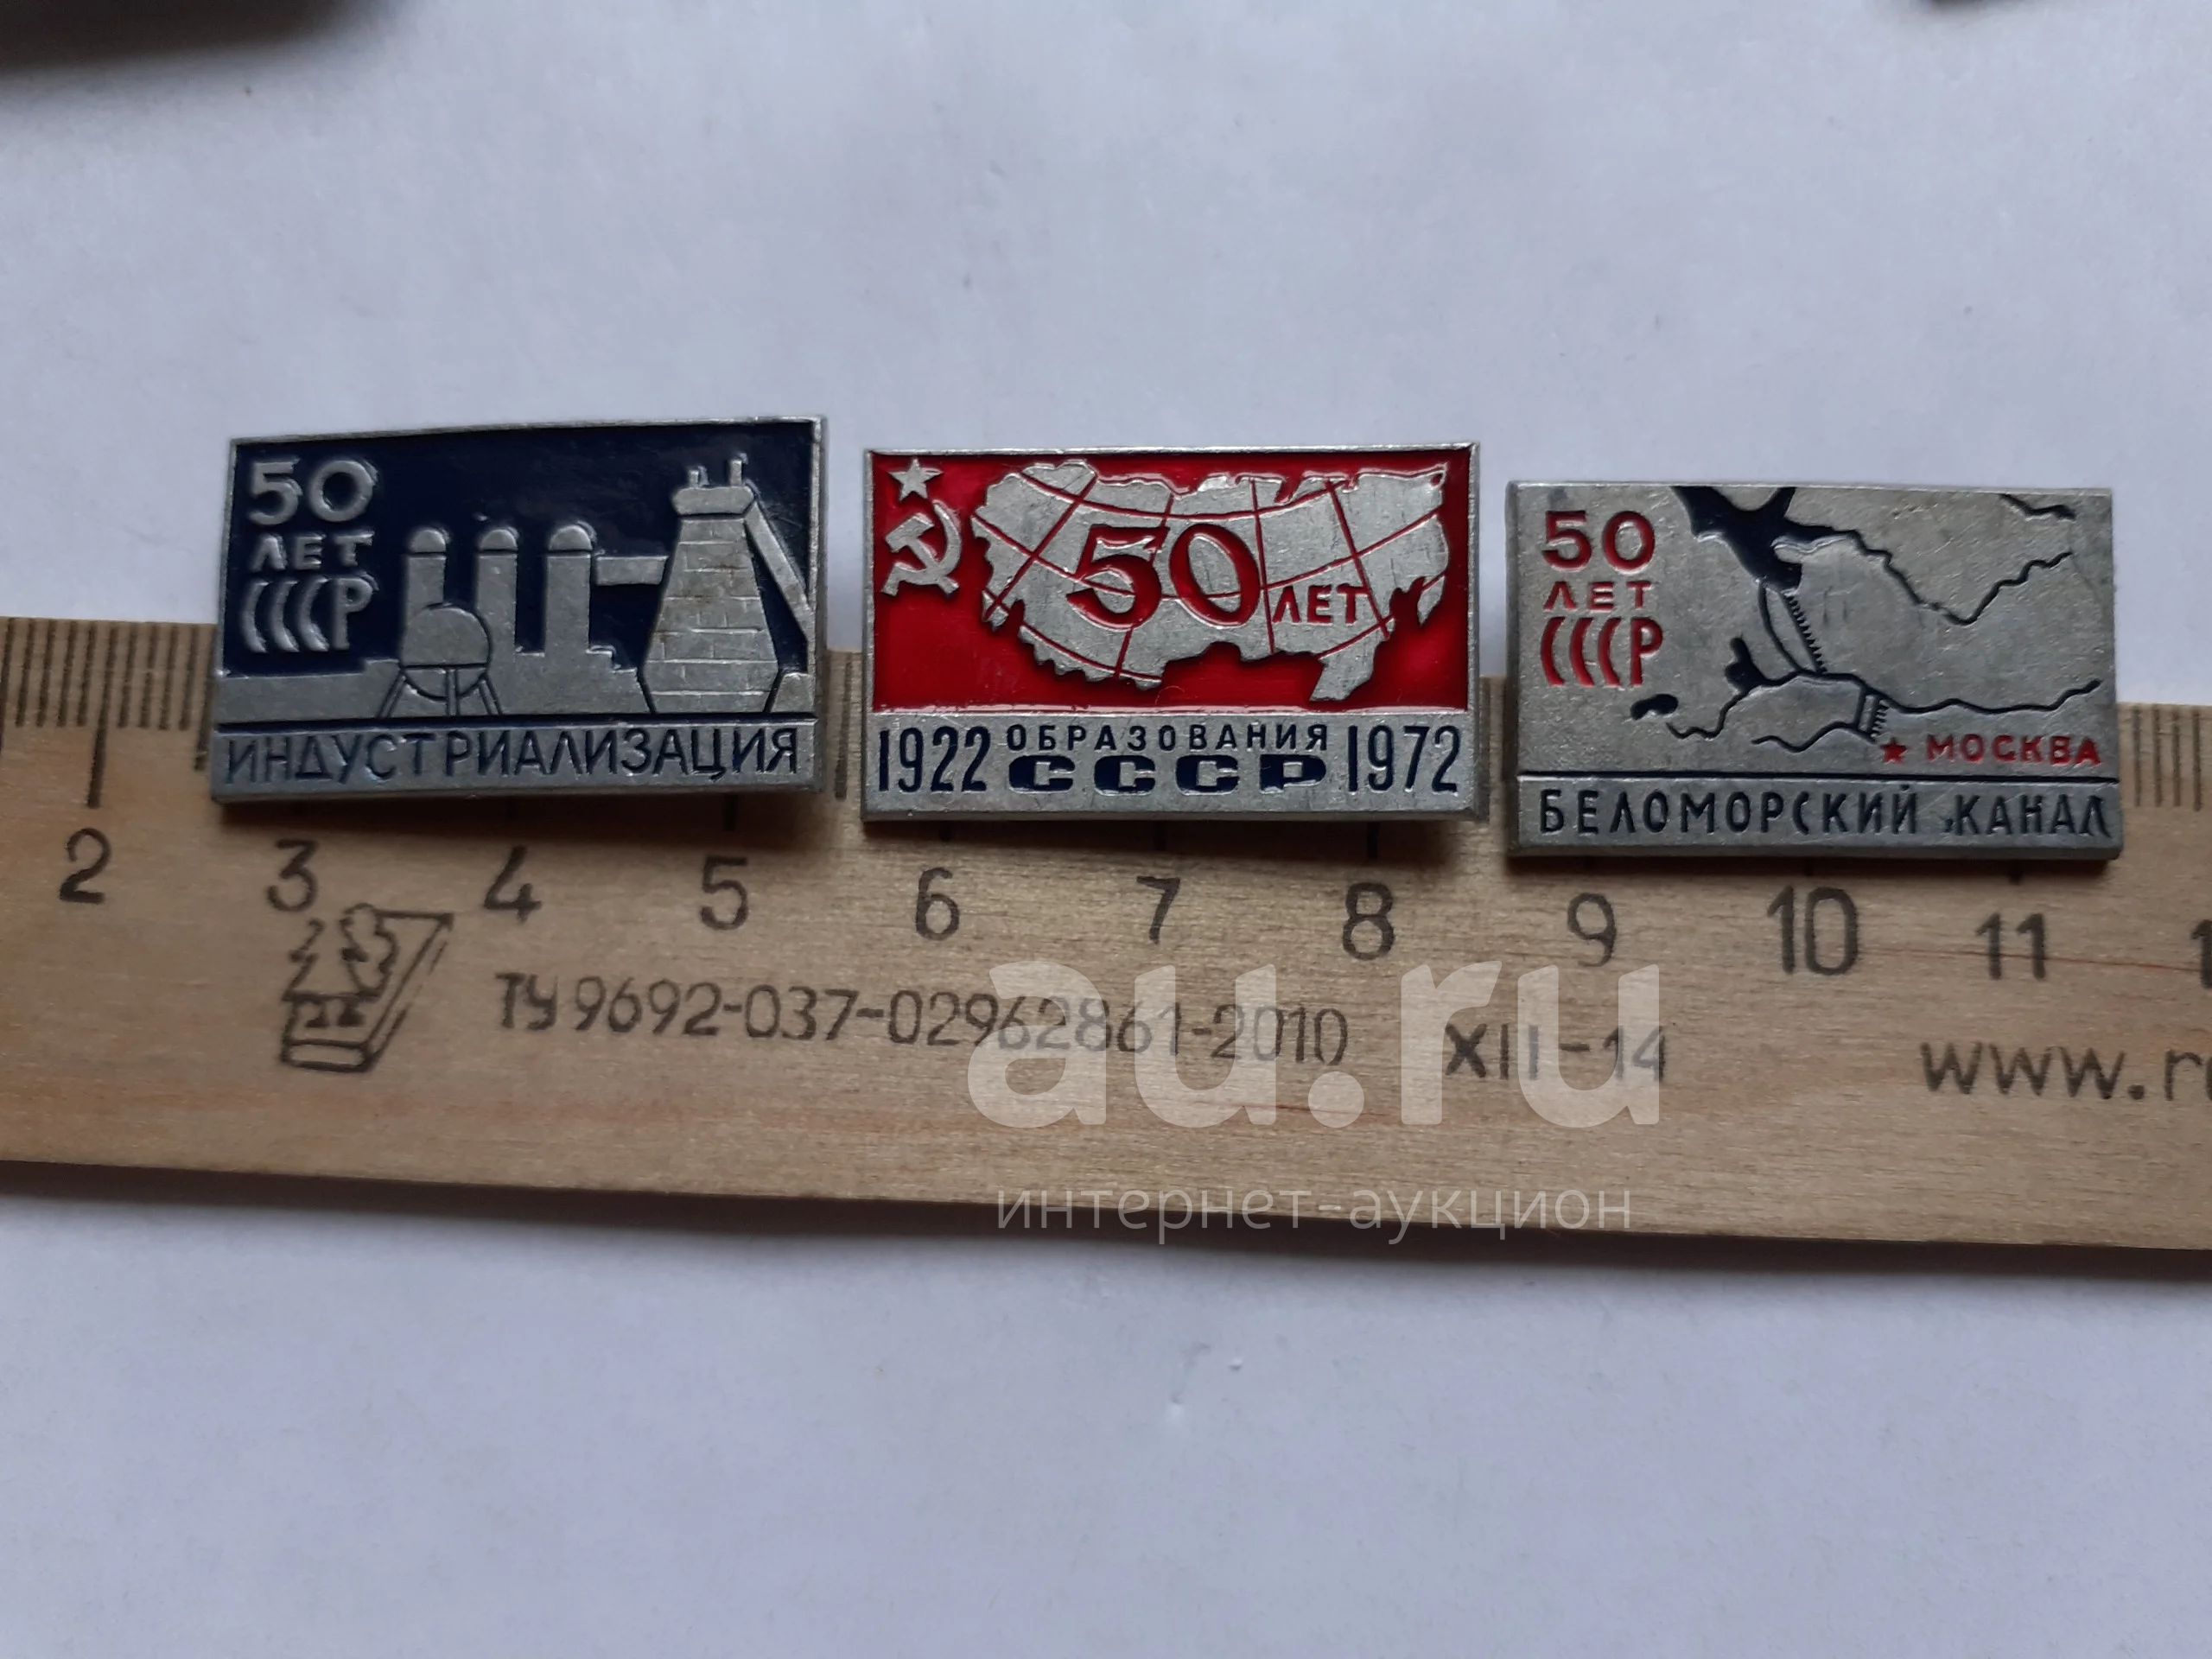 50
ЛЕТ
СССР
ИНДУСТРИАЛИЗАЦИЯ
50 ЛЕТ
1922 ОБРАЗОВАНИЯ СССР 1972
50
ЛЕТ
СССР
МОСКВА
БЕЛОМОРСКИЙ КАНАЛ
2 3 4 5 6 7 8 9 10 11
ТУ 9692-037-02962861-2010 XII-14
au.ru
интернет-аукцион